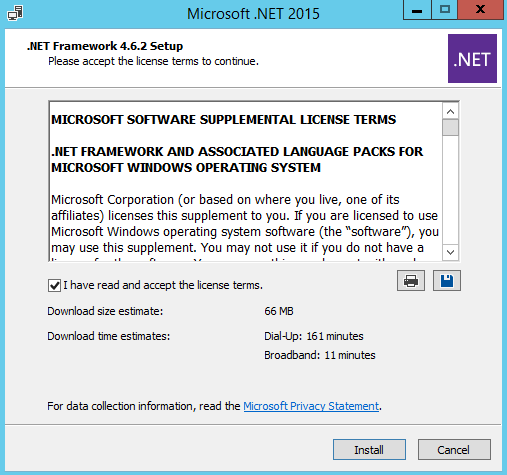 Microsoft .NET 2015
.NET Framework 4.6.2 Setup
Please accept the license terms to continue.
.NET
MICROSOFT SOFTWARE SUPPLEMENTAL LICENSE TERMS
.NET FRAMEWORK AND ASSOCIATED LANGUAGE PACKS FOR
MICROSOFT WINDOWS OPERATING SYSTEM
Microsoft Corporation (or based on where you live, one of its
affiliates) licenses this supplement to you. If you are licensed to use
Microsoft Windows operating system software (the “software”), you
may use this supplement. You may not use it if you do not have a
I have read and accept the license terms.
Download size estimate: 66 MB
Download time estimates: Dial-Up: 161 minutes
Broadband: 11 minutes
For data collection information, read the Microsoft Privacy Statement.
Install Cancel